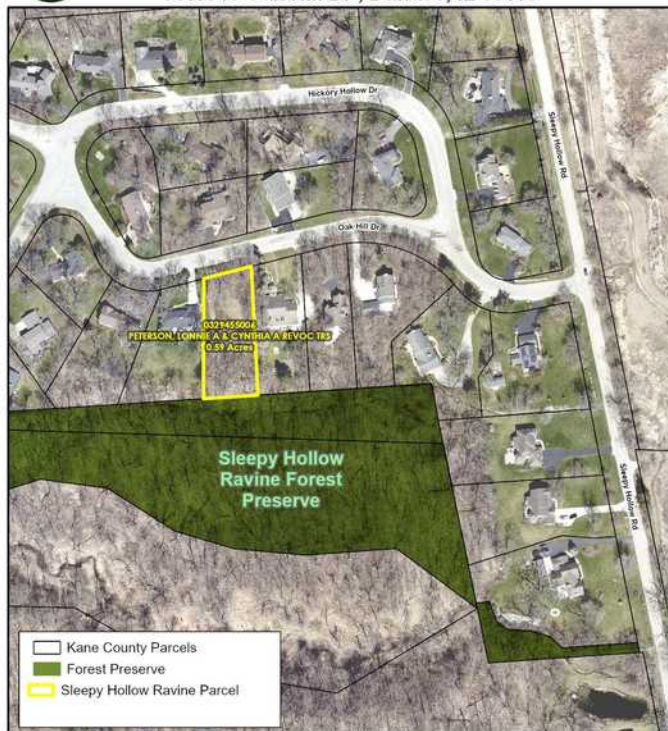 Hickory Hollow Dr
Sleepy Hollow Rd
Oak Hill Dr
0329455006
PETERSON, LONNIE A & CYNTHIA A REVOC TRS
0.59 Acres
Sleepy Hollow
Ravine Forest
Preserve
Sleepy Hollow Rd
Kane County Parcels
Forest Preserve
Sleepy Hollow Ravine Parcel